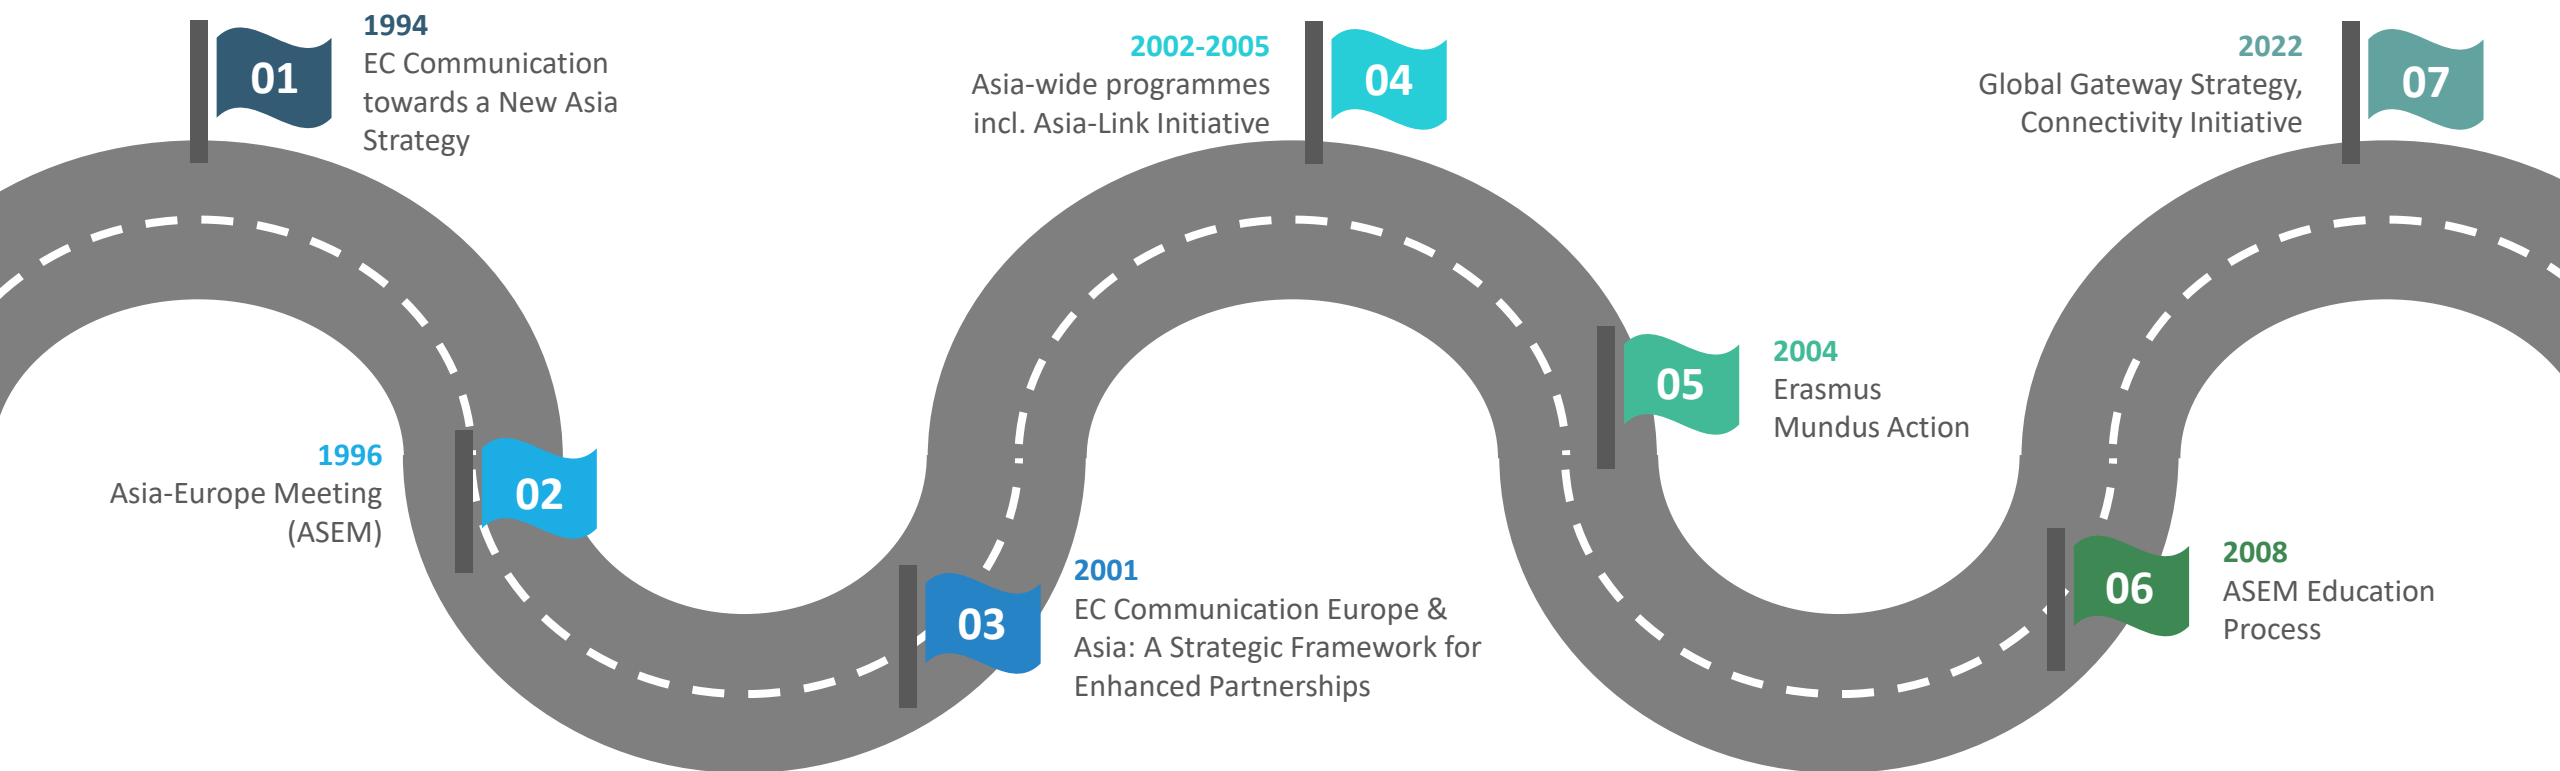 01
1994
EC Communication
towards a New Asia
Strategy
02
1996
Asia-Europe Meeting
(ASEM)
03
2001
EC Communication Europe &
Asia: A Strategic Framework for
Enhanced Partnerships
04
2002-2005
Asia-wide programmes
incl. Asia-Link Initiative
05
2004
Erasmus
Mundus Action
06
2008
ASEM Education
Process
07
2022
Global Gateway Strategy,
Connectivity Initiative